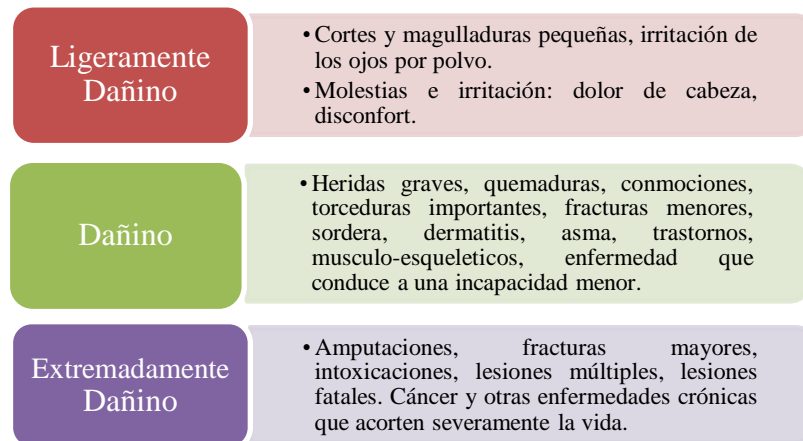 Ligeramente
Dañino
• Cortes y magulladuras pequeñas, irritación de
los ojos por polvo.
• Molestias e irritación: dolor de cabeza,
disconfort.
Dañino
• Heridas graves, quemaduras, conmociones,
torceduras importantes, fracturas menores,
sordera, dermatitis, asma, trastornos,
musculo-esqueleticos, enfermedad que
conduce a una incapacidad menor.
Extremadamente
Dañino
• Amputaciones, fracturas mayores,
intoxicaciones, lesiones múltiples, lesiones
fatales. Cáncer y otras enfermedades crónicas
que acorten severamente la vida.